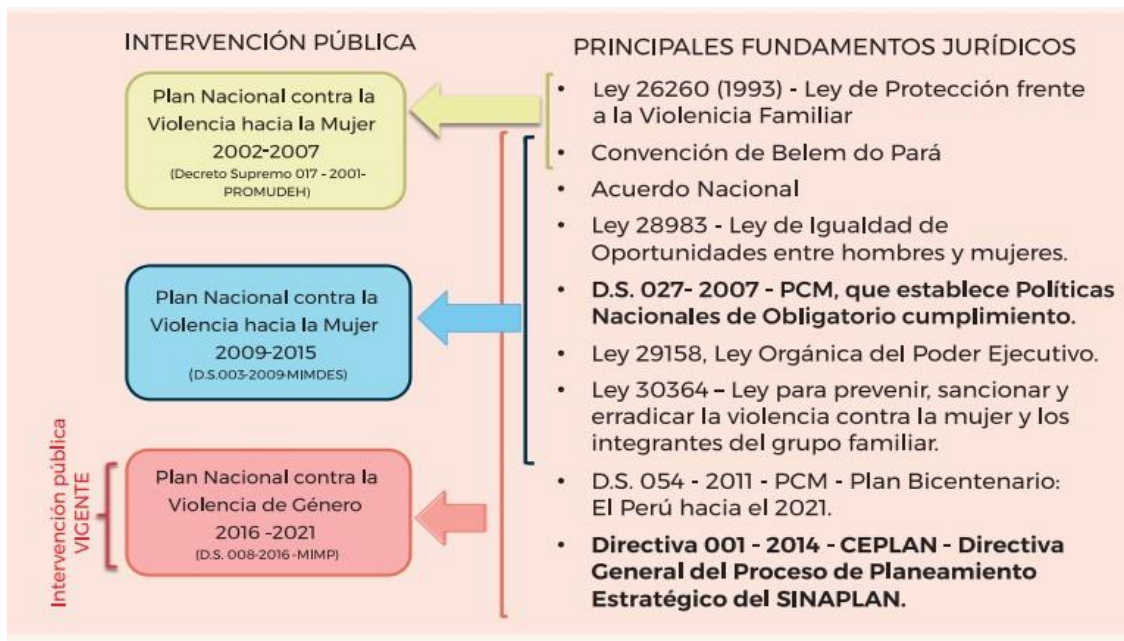 INTERVENCIÓN PÚBLICA
Plan Nacional contra la
Violencia hacia la Mujer
2002-2007
(Decreto Supremo 017 - 2001-
PROMUDEH)
Plan Nacional contra la
Violencia hacia la Mujer
2009-2015
(D.S.003-2009-MIMDES)
Intervención pública
VIGENTE
Plan Nacional contra la
Violencia de Género
2016 -2021
(D.S. 008-2016 -MIMP)
PRINCIPALES FUNDAMENTOS JURÍDICOS
• Ley 26260 (1993) - Ley de Protección frente
a la Violenicia Familiar
• Convención de Belem do Pará
• Acuerdo Nacional
• Ley 28983 - Ley de Igualdad de
Oportunidades entre hombres y mujeres.
• D.S. 027- 2007 - PCM, que establece Políticas
Nacionales de Obligatorio cumplimiento.
• Ley 29158, Ley Orgánica del Poder Ejecutivo.
• Ley 30364 – Ley para prevenir, sancionar y
erradicar la violencia contra la mujer y los
integrantes del grupo familiar.
• D.S. 054 - 2011 - PCM - Plan Bicentenario:
El Perú hacia el 2021.
• Directiva 001 - 2014 - CEPLAN - Directiva
General del Proceso de Planeamiento
Estratégico del SINAPLAN.